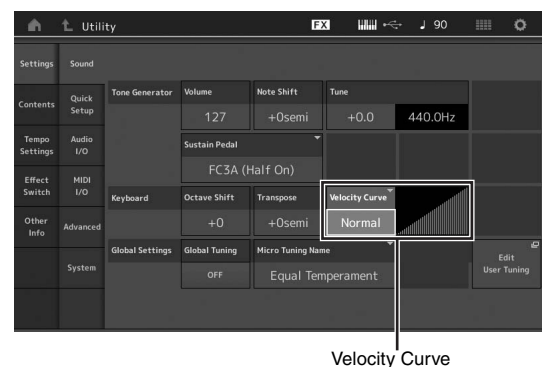 Utility FX 90
Settings Sound
Contents Quick Setup
Tempo Settings Audio I/O
Effect Switch MIDI I/O
Other Info Advanced
System
Tone Generator Volume Note Shift Tune
127 +0semi +0.0 440.0Hz
Sustain Pedal
FC3A (Half On)
Keyboard Octave Shift Transpose Velocity Curve
+0 +0semi Normal
Global Settings Global Tuning Micro Tuning Name
OFF Equal Temperament
Edit User Tuning
Velocity Curve